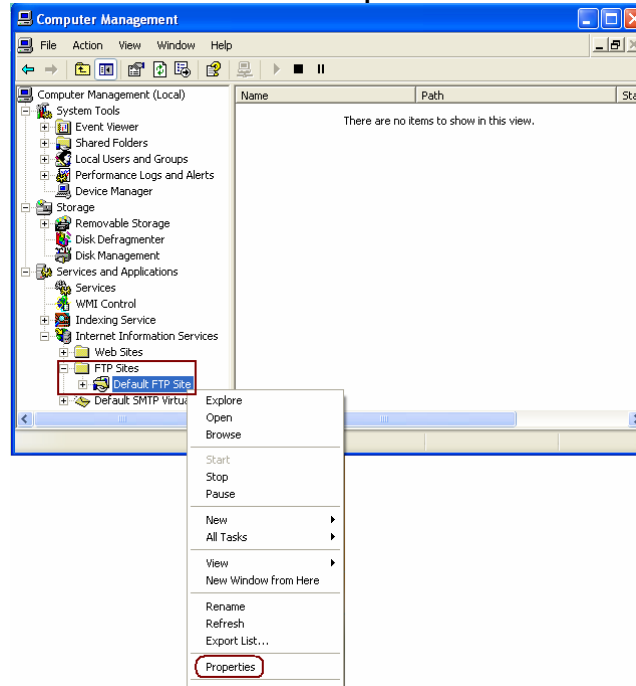 Computer Management
File Action View Window Help
Computer Management (Local)
System Tools
Event Viewer
Shared Folders
Local Users and Groups
Performance Logs and Alerts
Device Manager
Storage
Removable Storage
Disk Defragmenter
Disk Management
Services and Applications
Services
WMI Control
Indexing Service
Internet Information Services
Web Sites
FTP Sites
Default FTP Site
Default SMTP Virtua
Name Path Sta
There are no items to show in this view.
Explore
Open
Browse
Start
Stop
Pause
New
All Tasks
View
New Window from Here
Rename
Refresh
Export List...
Properties